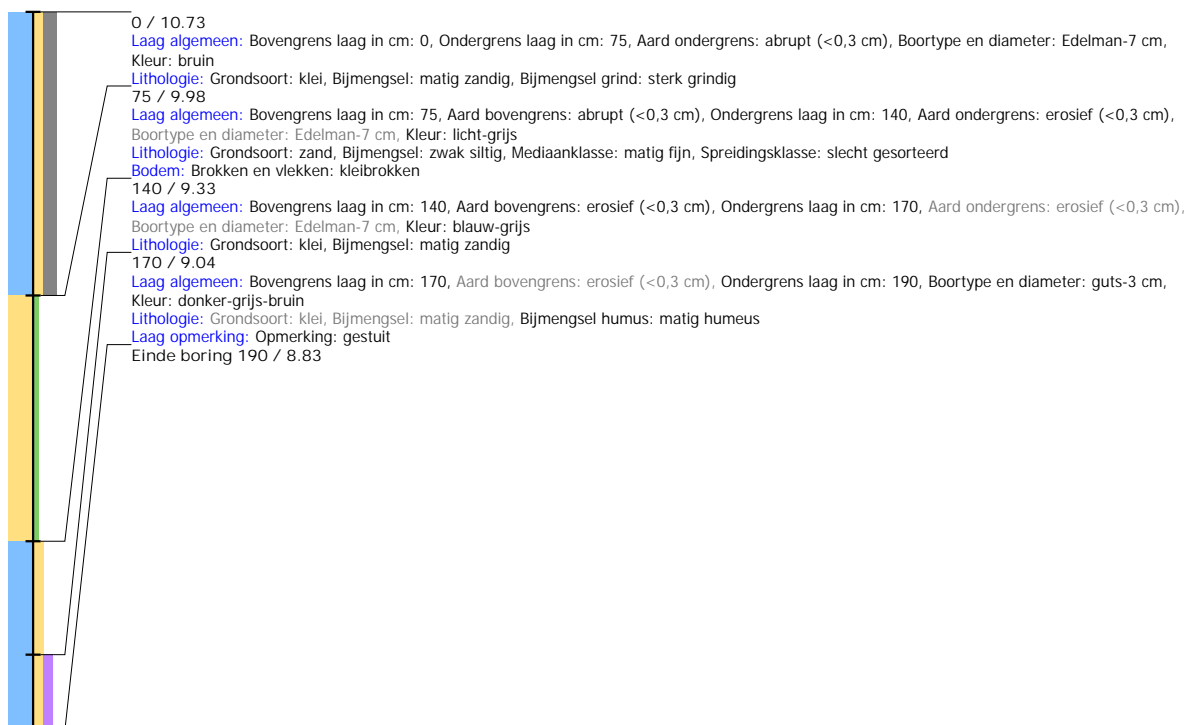 0 / 10.73
Laag algemeen: Bovengrens laag in cm: 0, Ondergrens laag in cm: 75, Aard ondergrens: abrupt (<0,3 cm), Boortype en diameter: Edelman-7 cm,
Kleur: bruin
Lithologie: Grondsoort: klei, Bijmengsel: matig zandig, Bijmengsel grind: sterk grindig
75 / 9.98
Laag algemeen: Bovengrens laag in cm: 75, Aard bovengrens: abrupt (<0,3 cm), Ondergrens laag in cm: 140, Aard ondergrens: erosief (<0,3 cm),
Boortype en diameter: Edelman-7 cm, Kleur: licht-grijs
Lithologie: Grondsoort: zand, Bijmengsel: zwak siltig, Mediaanklasse: matig fijn, Spreidingsklasse: slecht gesorteerd
Bodem: Brokken en vlekken: kleibrokken
140 / 9.33
Laag algemeen: Bovengrens laag in cm: 140, Aard bovengrens: erosief (<0,3 cm), Ondergrens laag in cm: 170, Aard ondergrens: erosief (<0,3 cm),
Boortype en diameter: Edelman-7 cm, Kleur: blauw-grijs
Lithologie: Grondsoort: klei, Bijmengsel: matig zandig
170 / 9.04
Laag algemeen: Bovengrens laag in cm: 170, Aard bovengrens: erosief (<0,3 cm), Ondergrens laag in cm: 190, Boortype en diameter: guts-3 cm,
Kleur: donker-grijs-bruin
Lithologie: Grondsoort: klei, Bijmengsel: matig zandig, Bijmengsel humus: matig humeus
Laag opmerking: Opmerking: gestuit
Einde boring 190 / 8.83